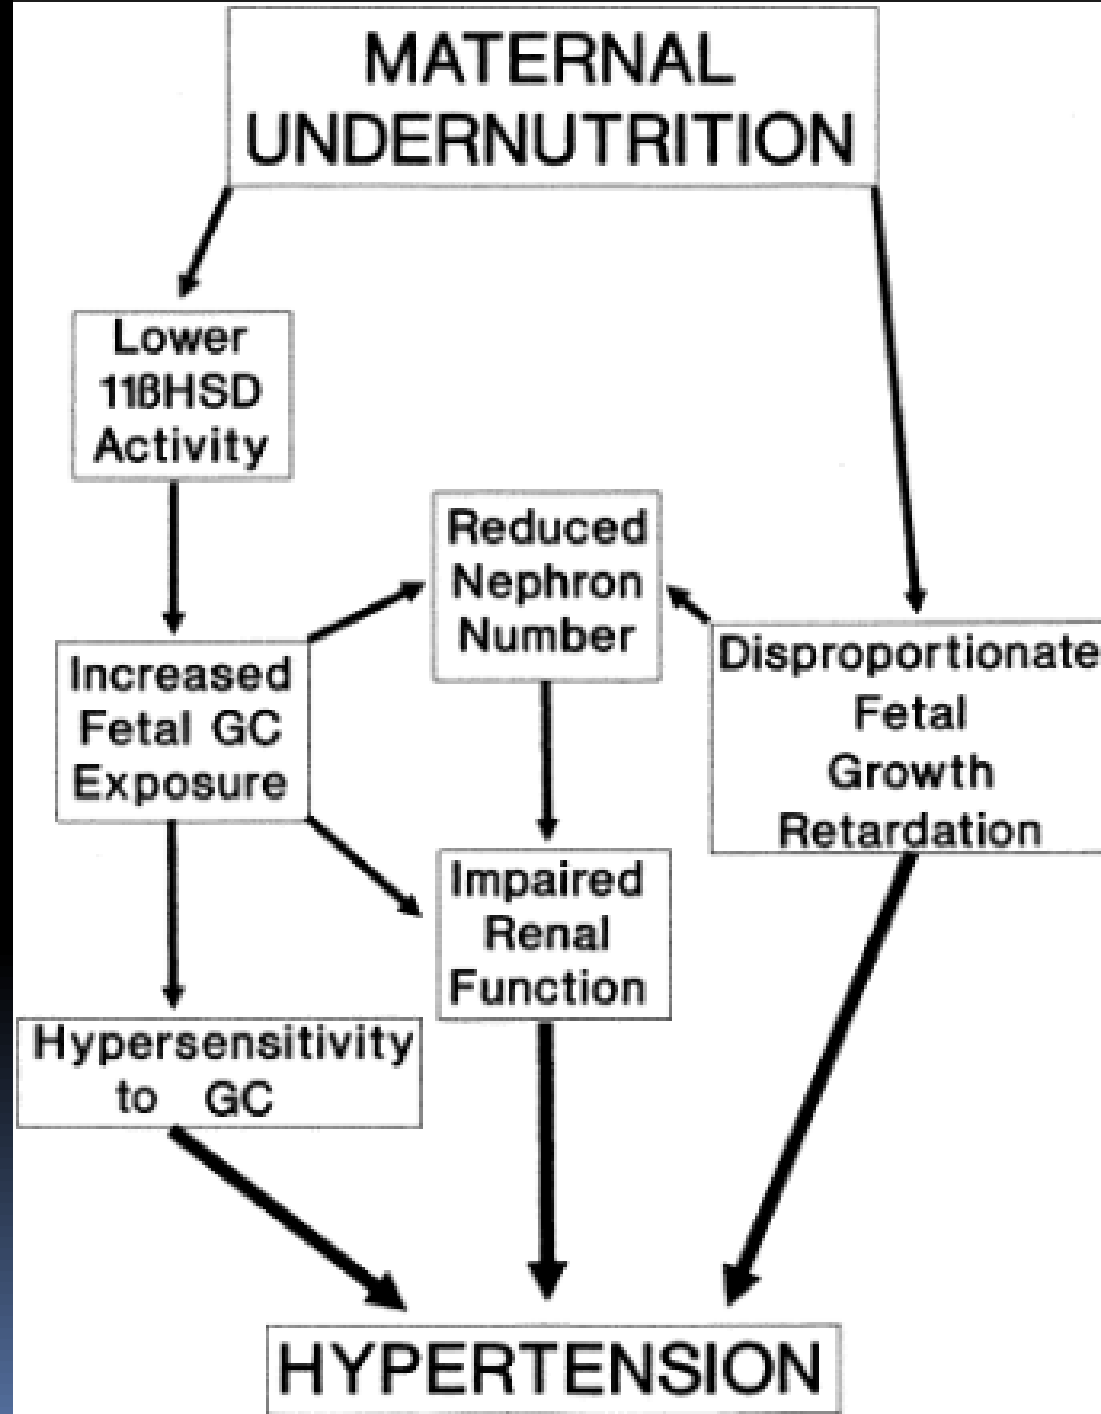 MATERNAL
UNDERNUTRITION
Lower
11βHSD
Activity
Reduced
Nephron
Number
Increased
Fetal GC
Exposure
Disproportionate
Fetal
Growth
Retardation
Impaired
Renal
Function
Hypersensitivity
to GC
HYPERTENSION